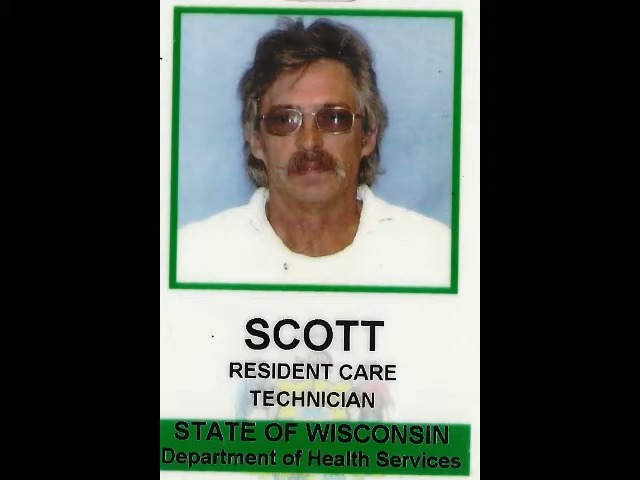 SCOTT
RESIDENT CARE
TECHNICIAN
STATE OF WISCONSIN
Department of Health Services